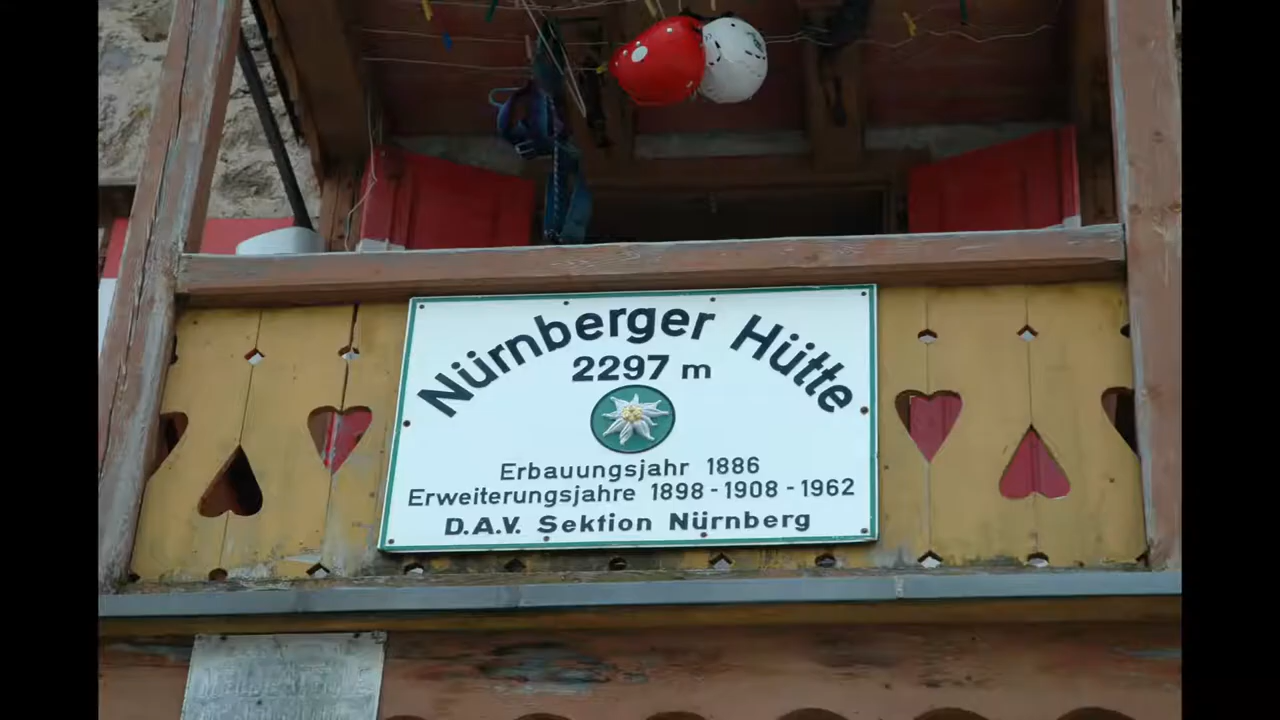 Nürnberger Hütte
2297 m
Erbauungsjahr 1886
Erweiterungsjahre 1898 - 1908 - 1962
D.A.V. Sektion Nürnberg